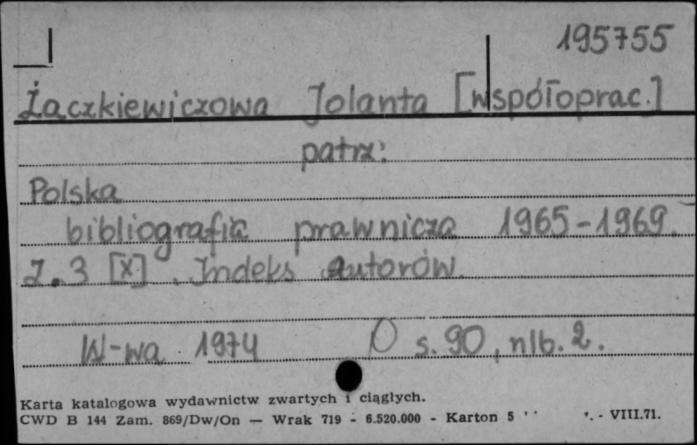 195755
Żaczkiewiczowa Jolanta [współoprac.]
patrz:
Polska
bibliografia prawnicza 1965-1969.
T. 3 [X]. Indeks autorów.
W-wa 1974 s. 90, nlb. 2.
Karta katalogowa wydawnictw zwartych i ciągłych.
CWD B 144 Zam. 869/Dw/On — Wrak 719 - 6.520.000 - Karton 5 - VIII.71.